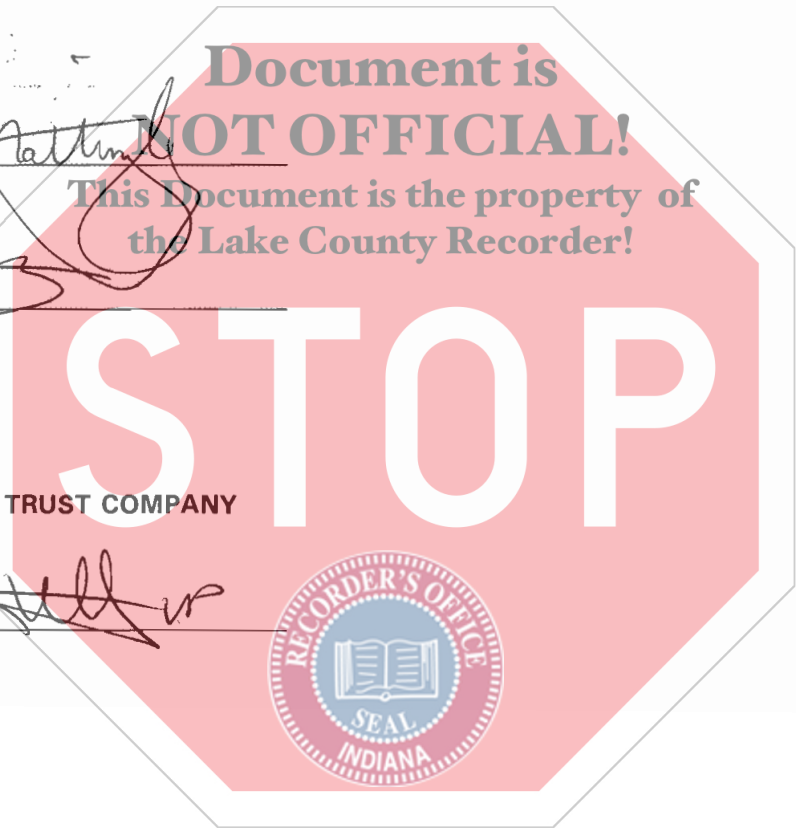 Document is
NOT OFFICIAL!
This Document is the property of
the Lake County Recorder!
STOP
TRUST COMPANY
VP
RECORDER'S OFFICE
SEAL
INDIANA